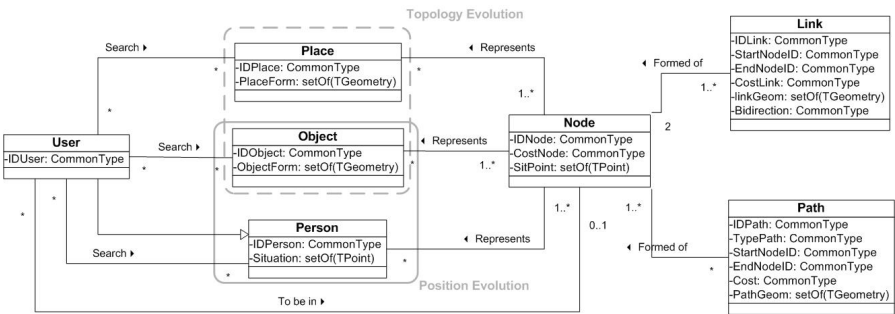 Topology Evolution
Link
-IDLink: CommonType
-StartNodeID: CommonType
-EndNodeID: CommonType
-CostLink: CommonType
-linkGeom: setOf(TGeometry)
-Bidirection: CommonType
Search
Place
-IDPlace: CommonType
-PlaceForm: setOf(TGeometry)
Represents
Formed of
*
*
*
1..*
1..*
2
User
-IDUser: CommonType
Search
Object
-IDObject: CommonType
-ObjectForm: setOf(TGeometry)
Represents
Node
-IDNode: CommonType
-CostNode: CommonType
-SitPoint: setOf(TPoint)
*
*
*
1..*
*
*
1..*
0..1
1..*
Search
Person
-IDPerson: CommonType
-Situation: setOf(TPoint)
Represents
Formed of
*
*
*
Path
-IDPath: CommonType
-TypePath: CommonType
-StartNodeID: CommonType
-EndNodeID: CommonType
-Cost: CommonType
-PathGeom: setOf(TGeometry)
Position Evolution
To be in